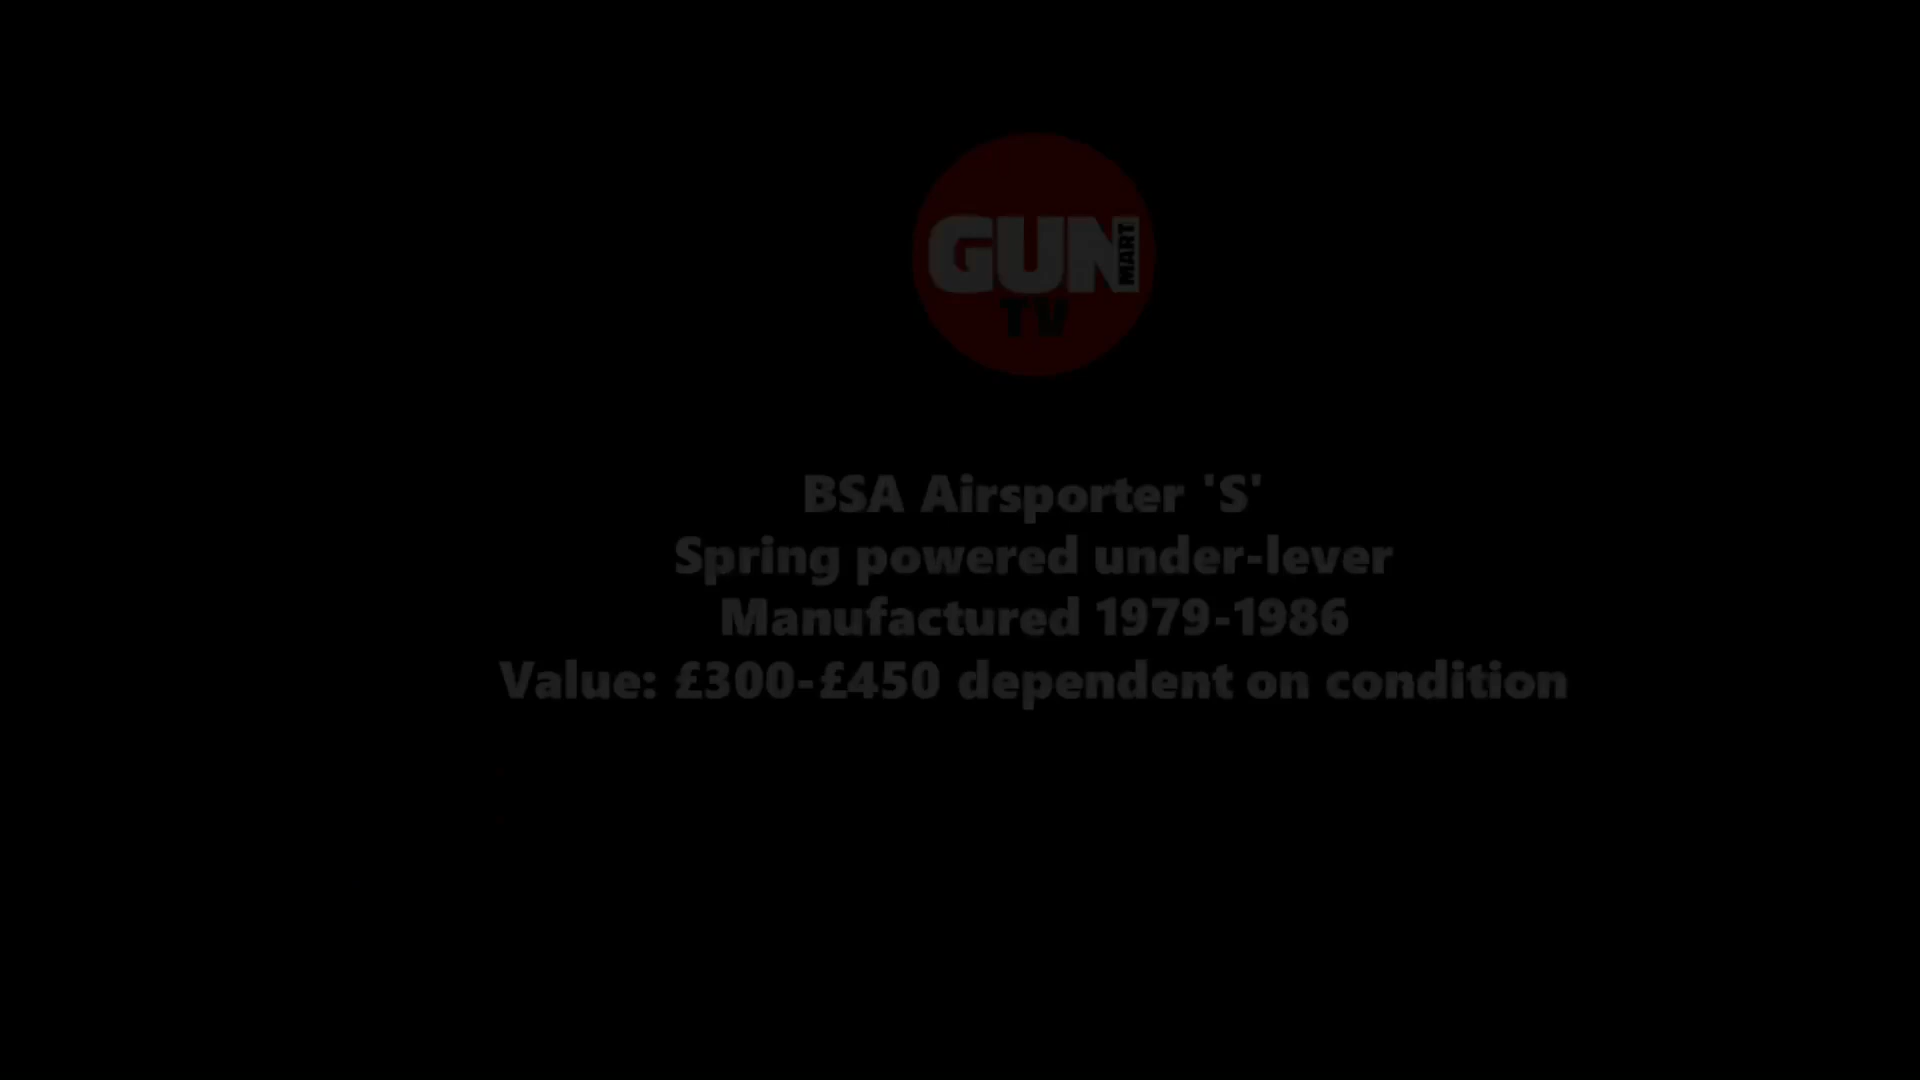 GUN
MART
TV
BSA Airsporter 'S'
Spring powered under-lever
Manufactured 1979-1986
Value: £300-£450 dependent on condition